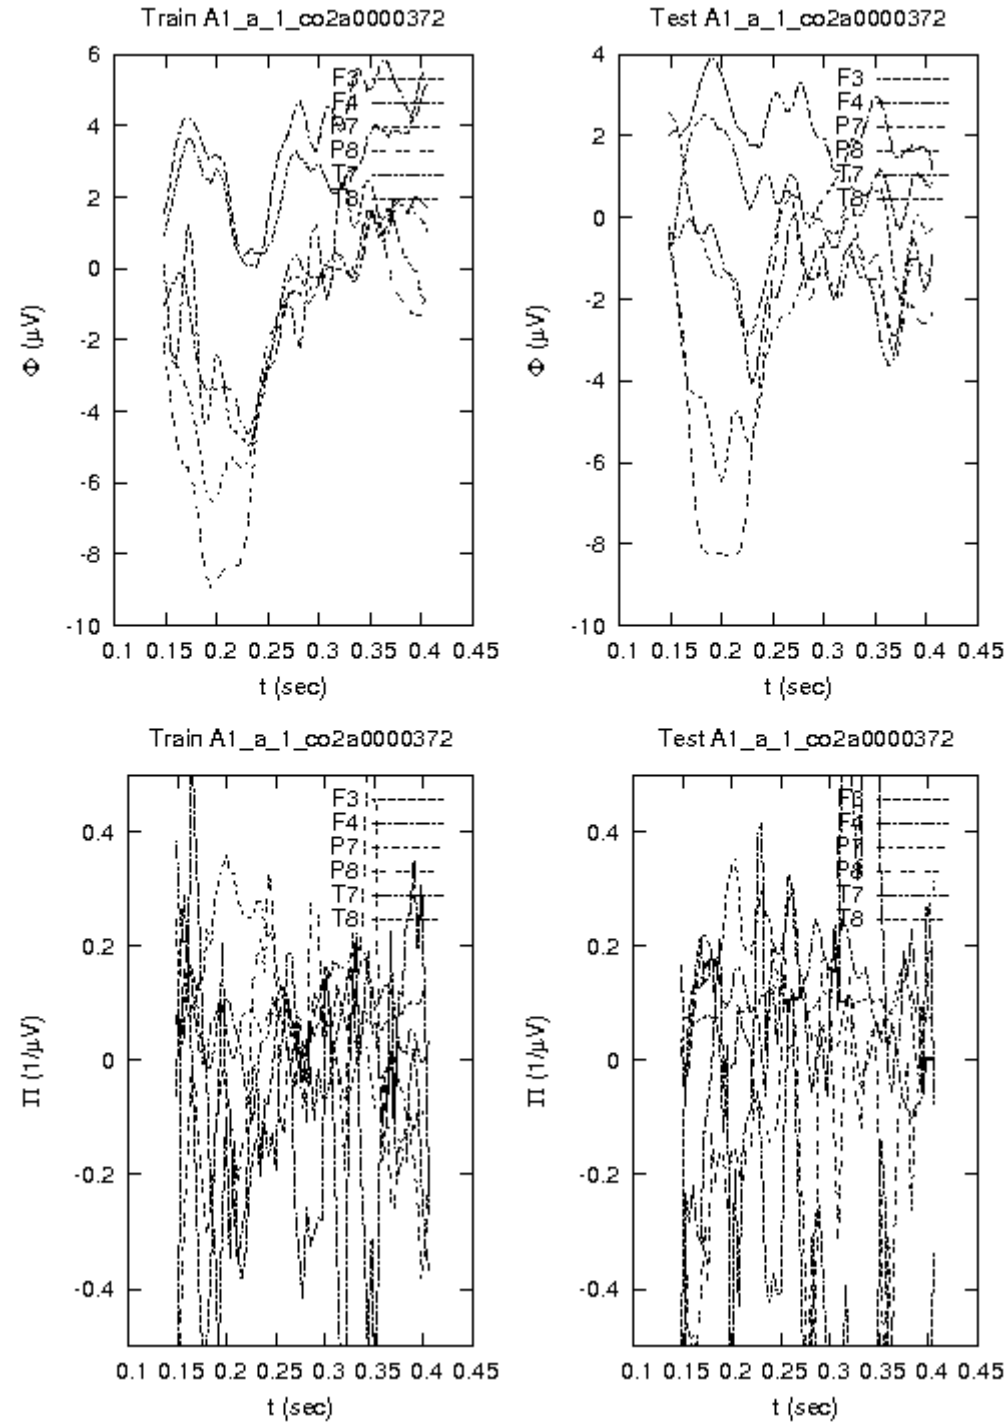 Train A1_a_1_co2a0000372
6
4
2
0
-2
-4
-6
-8
-10
Φ (μV)
F3
F4
P7
P8
T7
T8
0.1 0.15 0.2 0.25 0.3 0.35 0.4 0.45
t (sec)
Test A1_a_1_co2a0000372
4
2
0
-2
-4
-6
-8
-10
Φ (μV)
F3
F4
P7
P8
T7
T8
0.1 0.15 0.2 0.25 0.3 0.35 0.4 0.45
t (sec)
Train A1_a_1_co2a0000372
0.4
0.2
0
-0.2
-0.4
Π (1/μV)
F3
F4
P7
P8
T7
T8
0.1 0.15 0.2 0.25 0.3 0.35 0.4 0.45
t (sec)
Test A1_a_1_co2a0000372
0.4
0.2
0
-0.2
-0.4
Π (1/μV)
F3
F4
P7
P8
T7
T8
0.1 0.15 0.2 0.25 0.3 0.35 0.4 0.45
t (sec)